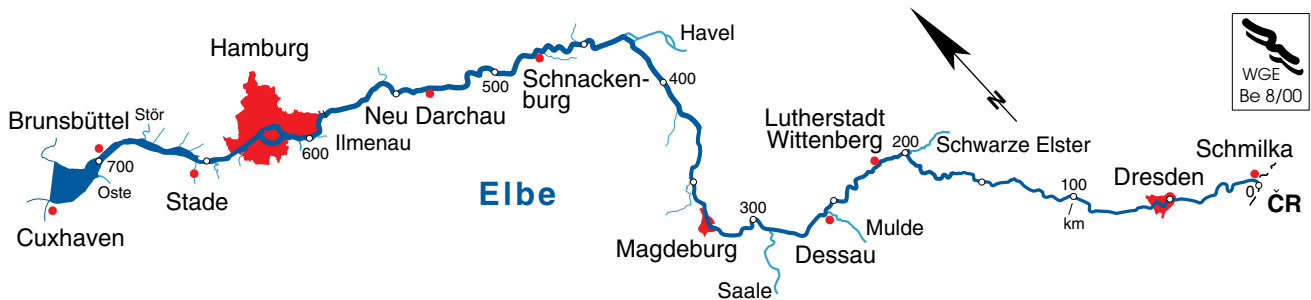 Hamburg
Havel
WGE
Be 8/00
500
400
Schnacken-
burg
Brunsbüttel
Stör
Neu Darchau
N
Lutherstadt
Wittenberg
200
Schwarze Elster
Schmilka
700
600
Ilmenau
Oste
Stade
Elbe
100
km
Dresden
0
ČR
300
Cuxhaven
Magdeburg
Dessau
Mulde
Saale